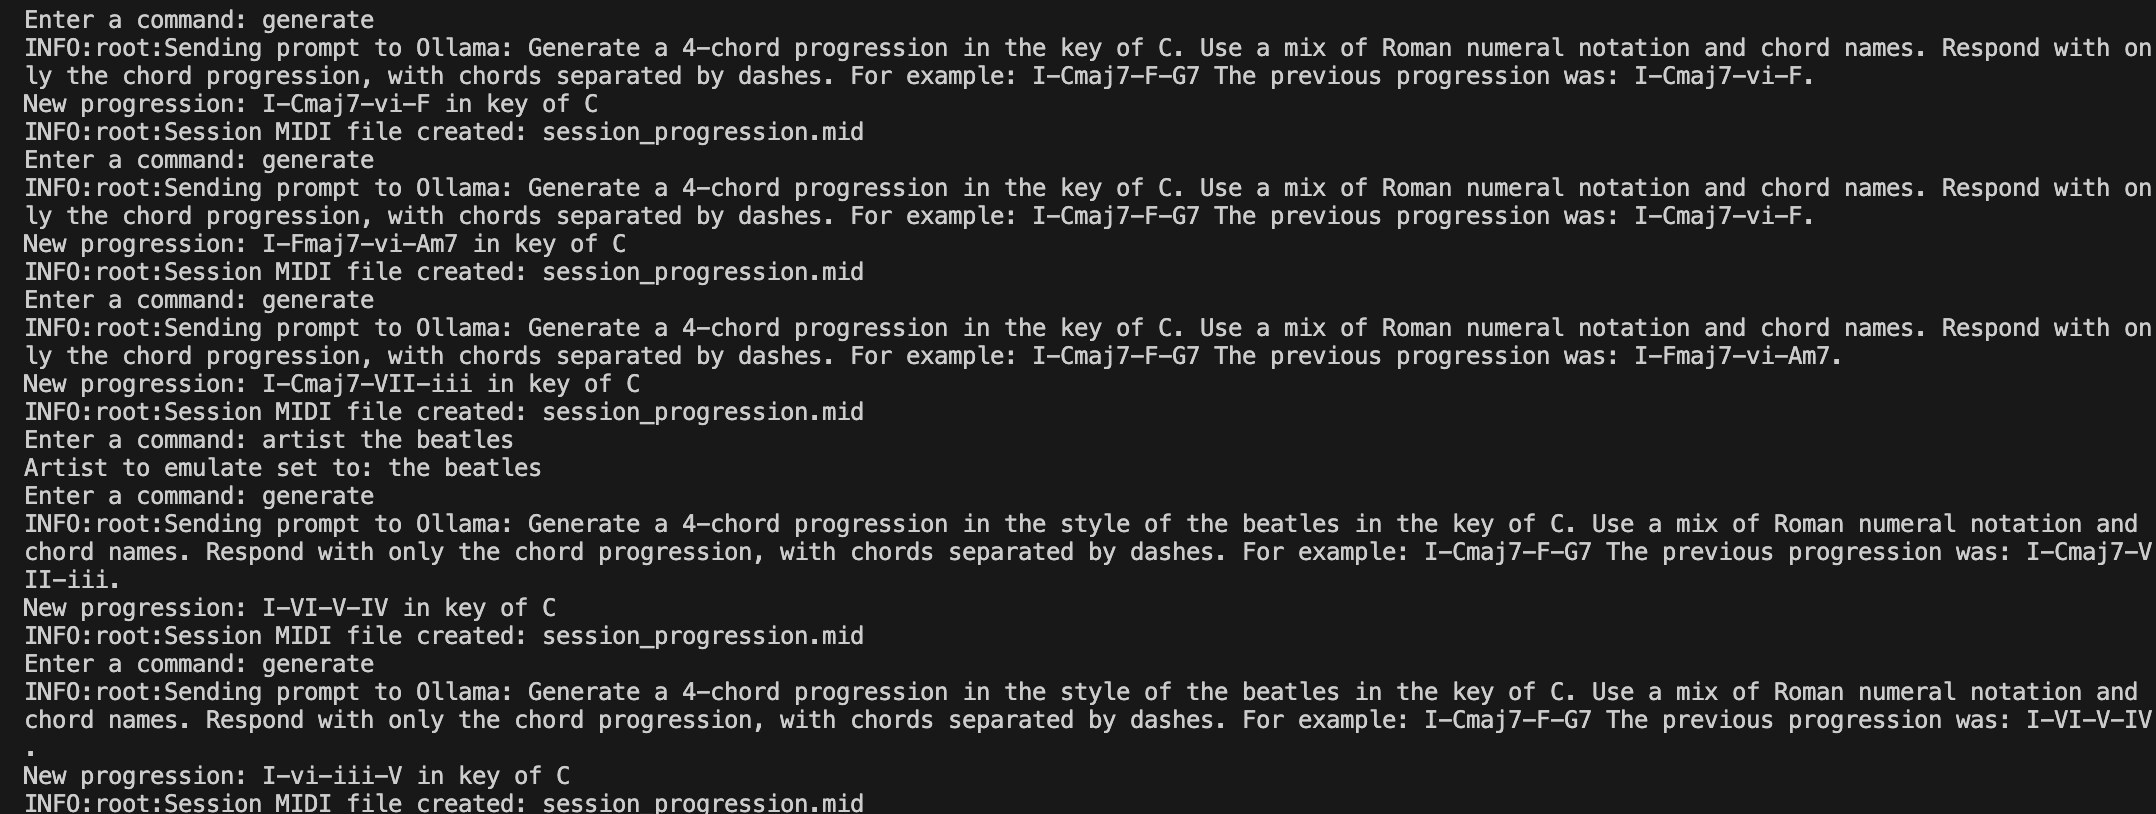 Enter a command: generate
INFO:root:Sending prompt to Ollama: Generate a 4-chord progression in the key of C. Use a mix of Roman numeral notation and chord names. Respond with on
ly the chord progression, with chords separated by dashes. For example: I-Cmaj7-F-G7 The previous progression was: I-Cmaj7-vi-F.
New progression: I-Cmaj7-vi-F in key of C
INFO:root:Session MIDI file created: session_progression.mid
Enter a command: generate
INFO:root:Sending prompt to Ollama: Generate a 4-chord progression in the key of C. Use a mix of Roman numeral notation and chord names. Respond with on
ly the chord progression, with chords separated by dashes. For example: I-Cmaj7-F-G7 The previous progression was: I-Cmaj7-vi-F.
New progression: I-Fmaj7-vi-Am7 in key of C
INFO:root:Session MIDI file created: session_progression.mid
Enter a command: generate
INFO:root:Sending prompt to Ollama: Generate a 4-chord progression in the key of C. Use a mix of Roman numeral notation and chord names. Respond with on
ly the chord progression, with chords separated by dashes. For example: I-Cmaj7-F-G7 The previous progression was: I-Fmaj7-vi-Am7.
New progression: I-Cmaj7-VII-iii in key of C
INFO:root:Session MIDI file created: session_progression.mid
Enter a command: artist the beatles
Artist to emulate set to: the beatles
Enter a command: generate
INFO:root:Sending prompt to Ollama: Generate a 4-chord progression in the style of the beatles in the key of C. Use a mix of Roman numeral notation and
chord names. Respond with only the chord progression, with chords separated by dashes. For example: I-Cmaj7-F-G7 The previous progression was: I-Cmaj7-V
II-iii.
New progression: I-VI-V-IV in key of C
INFO:root:Session MIDI file created: session_progression.mid
Enter a command: generate
INFO:root:Sending prompt to Ollama: Generate a 4-chord progression in the style of the beatles in the key of C. Use a mix of Roman numeral notation and
chord names. Respond with only the chord progression, with chords separated by dashes. For example: I-Cmaj7-F-G7 The previous progression was: I-VI-V-IV
.
New progression: I-vi-iii-V in key of C
INFO:root:Session MIDI file created: session_progression.mid